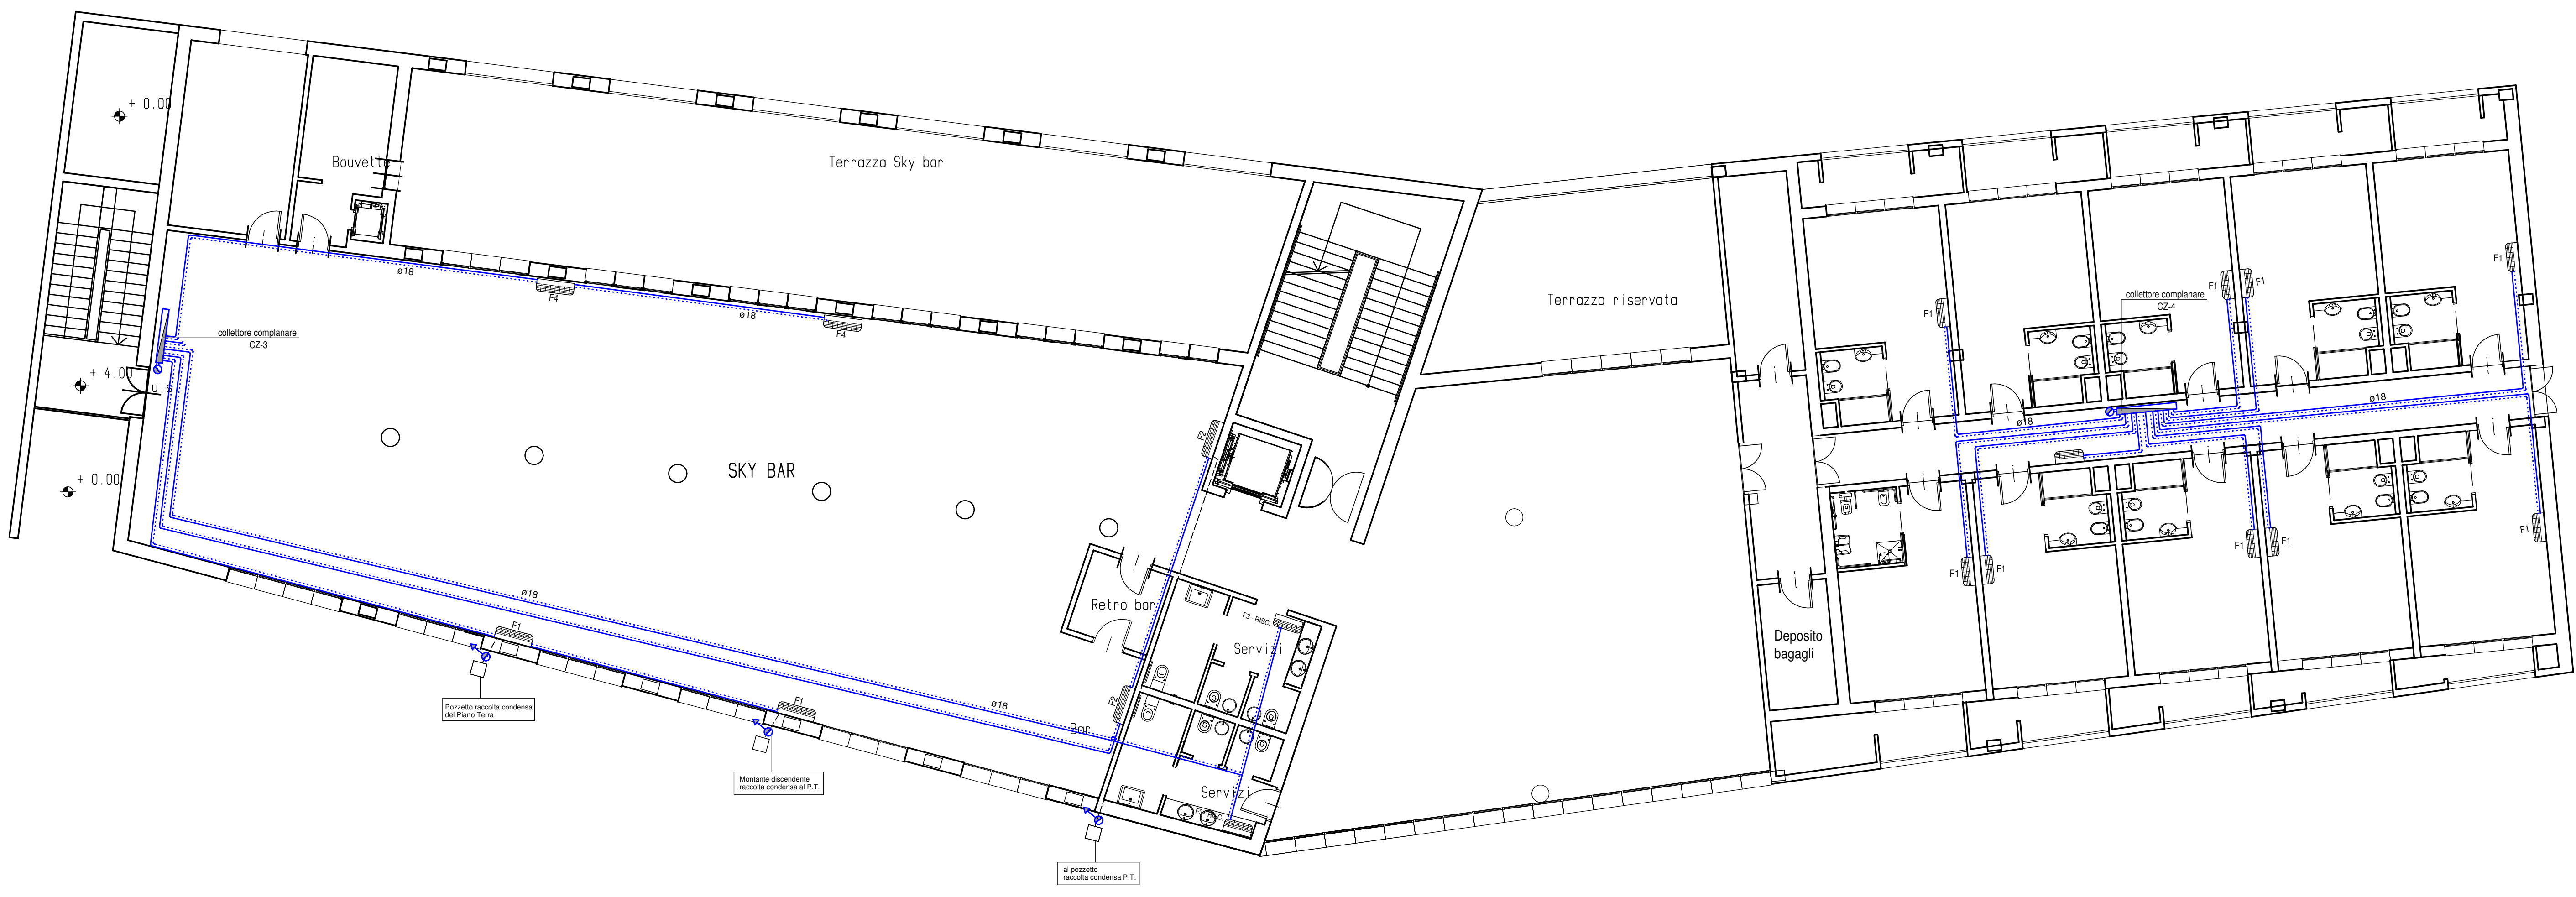 + 0.00
Bouvette
Terrazza Sky bar
ø18
F4
ø18
F4
collettore complanare
CZ-3
+ 4.00
u.s
+ 0.00
SKY BAR
F2
ø18
F1
Pozzetto raccolta condensa
del Piano Terra
F1
Montante discendente
raccolta condensa al P.T.
ø18
Retro bar
F2
Bar
F3 - RISC.
Servizi
Servizi
F3 - RISC.
al pozzetto
raccolta condensa P.T.
Terrazza riservata
Deposito
bagagli
F1
F1
F1
F1
collettore complanare
CZ-4
ø18
ø18
F1
F1
F1
F1
F1